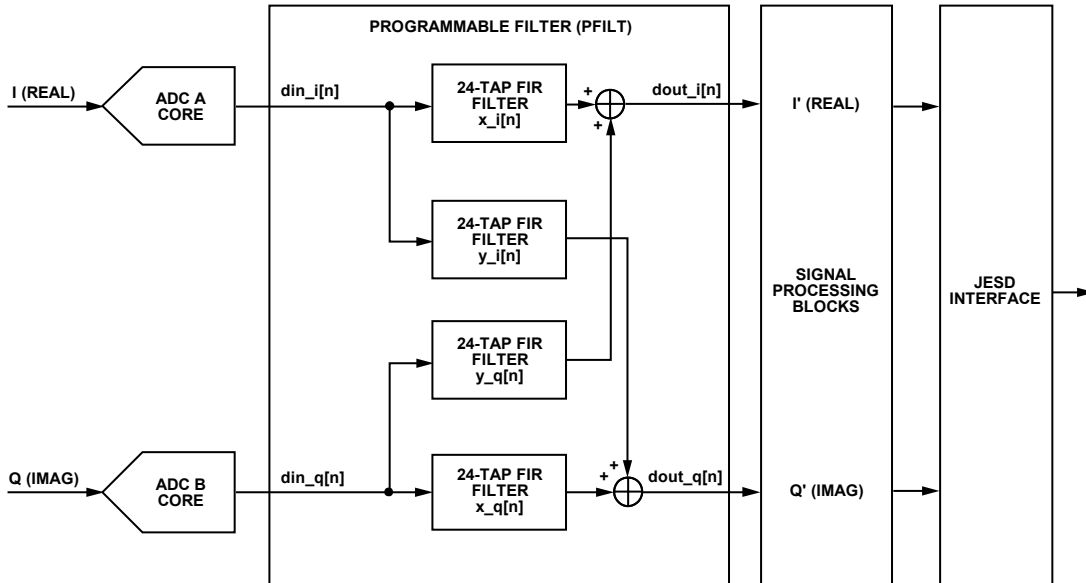 PROGRAMMABLE FILTER (PFILT)
I (REAL)
ADC A
CORE
din_i[n]
24-TAP FIR
FILTER
x_i[n]
+
+
dout_i[n]
I' (REAL)
24-TAP FIR
FILTER
y_i[n]
SIGNAL
PROCESSING
BLOCKS
JESD
INTERFACE
24-TAP FIR
FILTER
y_q[n]
Q (IMAG)
ADC B
CORE
din_q[n]
24-TAP FIR
FILTER
x_q[n]
+
+
dout_q[n]
Q' (IMAG)